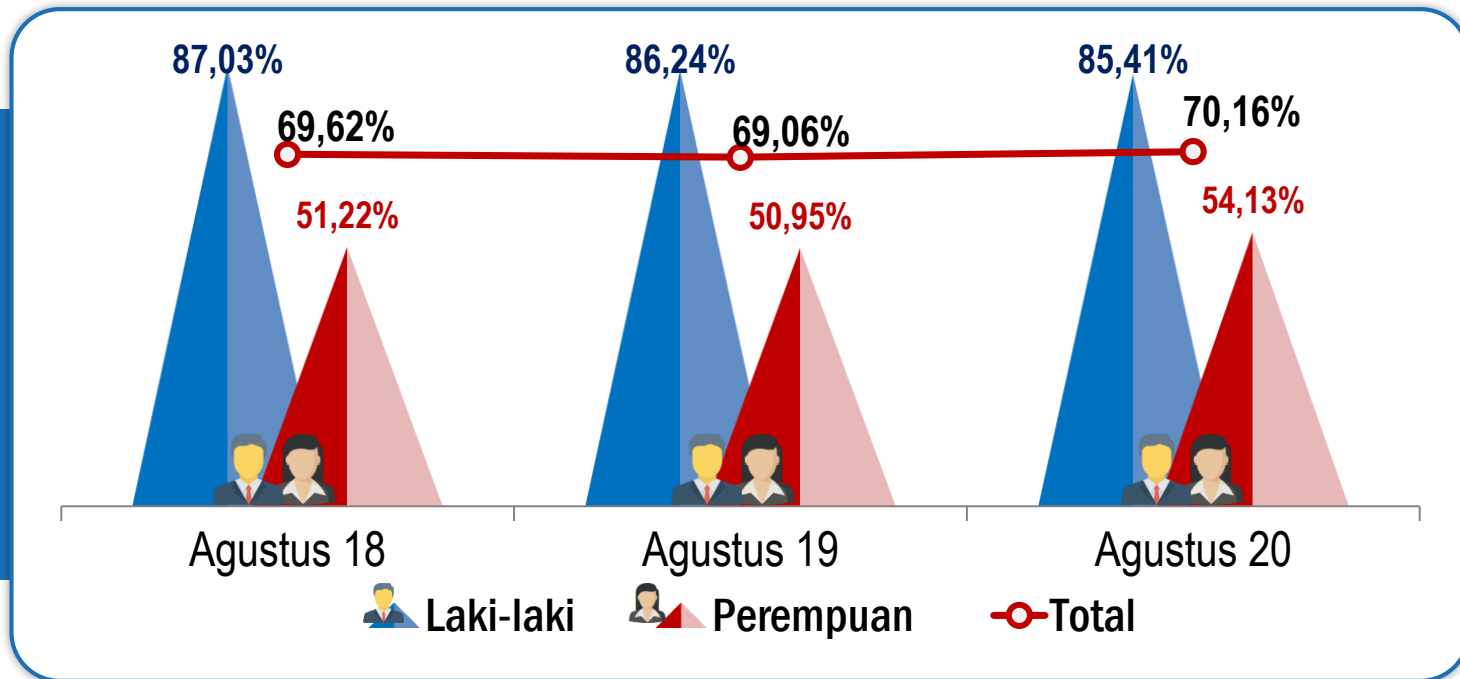 87,03%
86,24%
85,41%
69,62%
69,06%
70,16%
51,22%
50,95%
54,13%
Agustus 18
Agustus 19
Agustus 20
Laki-laki
Perempuan
Total